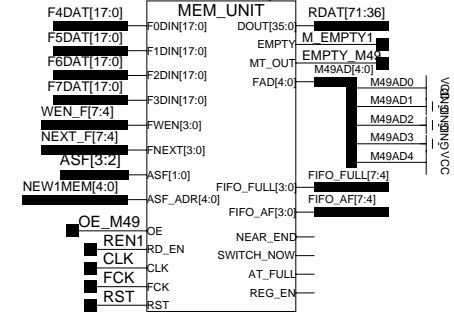 MEM_UNIT
F4DAT[17:0]
F0DIN[17:0]
F5DAT[17:0]
F1DIN[17:0]
F6DAT[17:0]
F2DIN[17:0]
F7DAT[17:0]
F3DIN[17:0]
WEN_F[7:4]
FWEN[3:0]
NEXT_F[7:4]
FNEXT[3:0]
ASF[3:2]
ASF[1:0]
NEW1MEM[4:0]
ASF_ADR[4:0]
OE_M49
OE
REN1
RD_EN
CLK
CLK
FCK
FCK
RST
RST
RDAT[71:36]
DOUT[35:0]
M_EMPTY1
EMPTY
EMPTY_M49
MT_OUT
M49AD[4:0]
FAD[4:0]
M49AD0
M49AD1
M49AD2
M49AD3
M49AD4
VCC
FIFO_FULL[7:4]
FIFO_FULL[3:0]
FIFO_AF[7:4]
FIFO_AF[3:0]
NEAR_END
SWITCH_NOW
AT_FULL
REG_EN